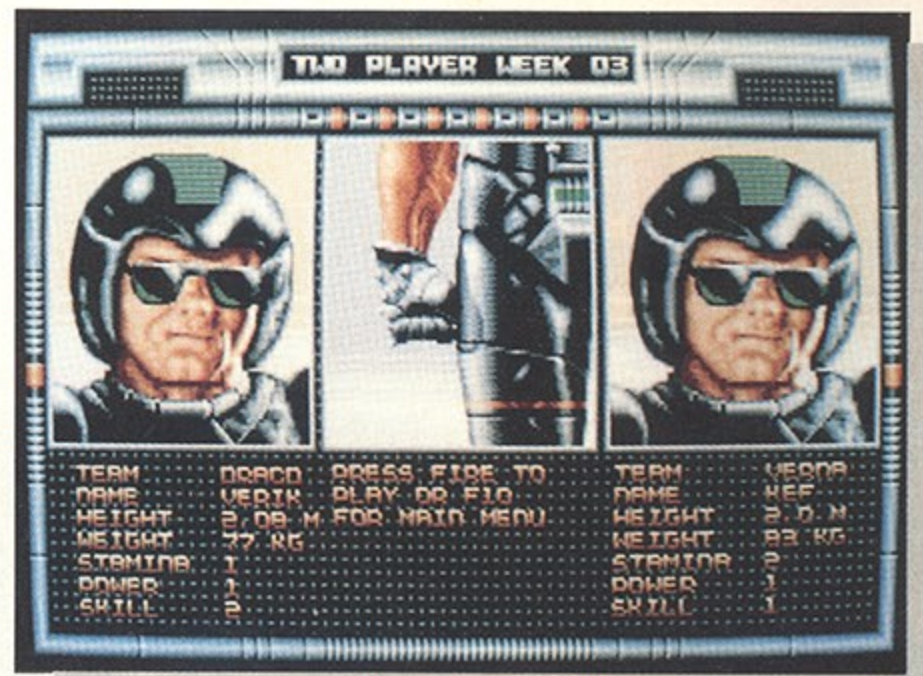 TWO PLAYER WEEK 03
TEAM DRACO
NAME VERIK
HEIGHT 2.08 M
WEIGHT 77 KG
STAMINA 1
POWER 1
SKILL 2
PRESS FIRE TO
PLAY OR F10
FOR MAIN MENU
TEAM VERNA
NAME KEF
HEIGHT 2.0 M
WEIGHT 83 KG
STAMINA 2
POWER 1
SKILL 1